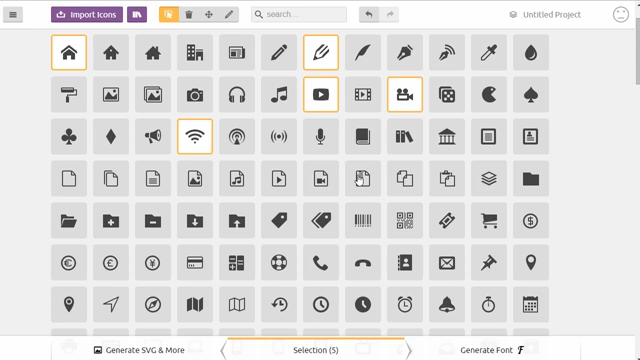 Import Icons
search...
Untitled Project
Generate SVG & More
Selection (5)
Generate Font